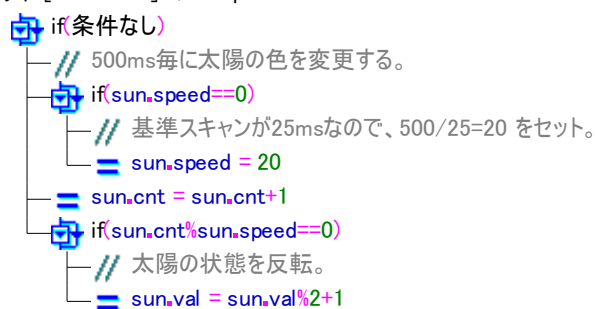 if(条件なし)
// 500ms毎に太陽の色を変更する。
if(sun.speed==0)
// 基準スキャンが25msなので、500/25=20 をセット。
= sun.speed = 20
= sun.cnt = sun.cnt+1
if(sun.cnt%sun.speed==0)
// 太陽の状態を反転。
= sun.val = sun.val%2+1